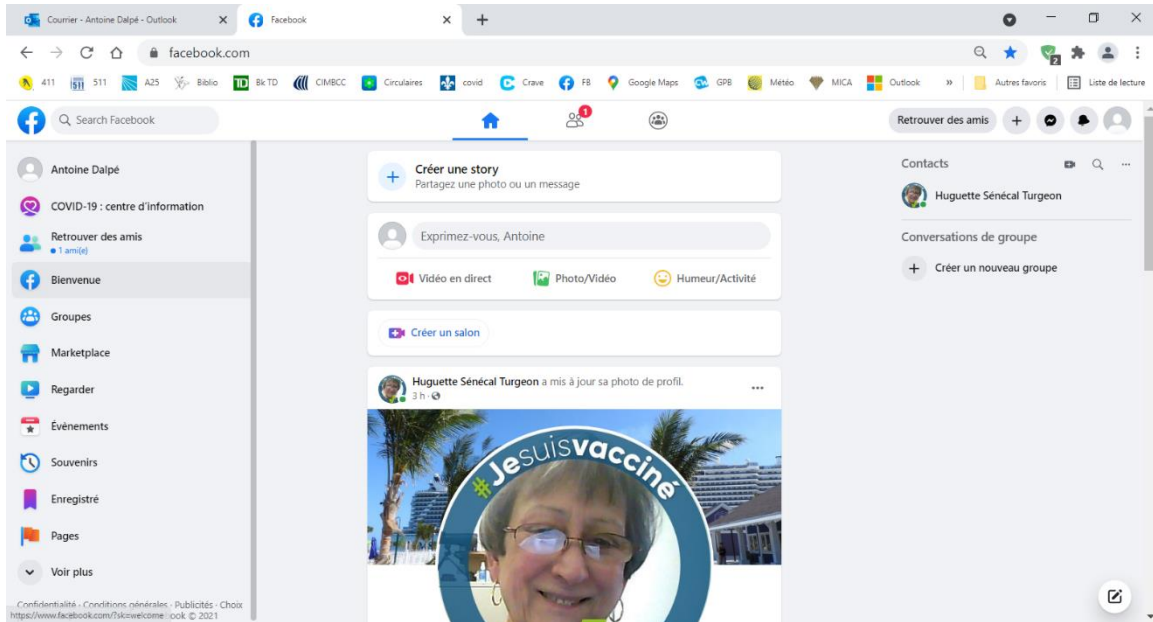 Courrier - Antoine Dalpé - Outlook
Facebook
facebook.com
2
411
511
A25
Biblio
TD
Bk TD
CIMBCC
Circulaires
covid
Crave
FB
Google Maps
GPB
Météo
MICA
Outlook
»
Autres favoris
Liste de lecture
Search Facebook
1
Retrouver des amis
Antoine Dalpé
COVID-19 : centre d'information
Retrouver des amis
1 ami(e)
Bienvenue
Groupes
Marketplace
Regarder
Évènements
Souvenirs
Enregistré
Pages
Voir plus
Confidentialité · Conditions générales · Publicités · Choix
https://www.facebook.com/?sk=welcome ook © 2021
Créer une story
Partagez une photo ou un message
Exprimez-vous, Antoine
Vidéo en direct
Photo/Vidéo
Humeur/Activité
Créer un salon
Huguette Sénécal Turgeon a mis à jour sa photo de profil.
3 h ·
#Jesuisvacciné
Contacts
Huguette Sénécal Turgeon
Conversations de groupe
Créer un nouveau groupe